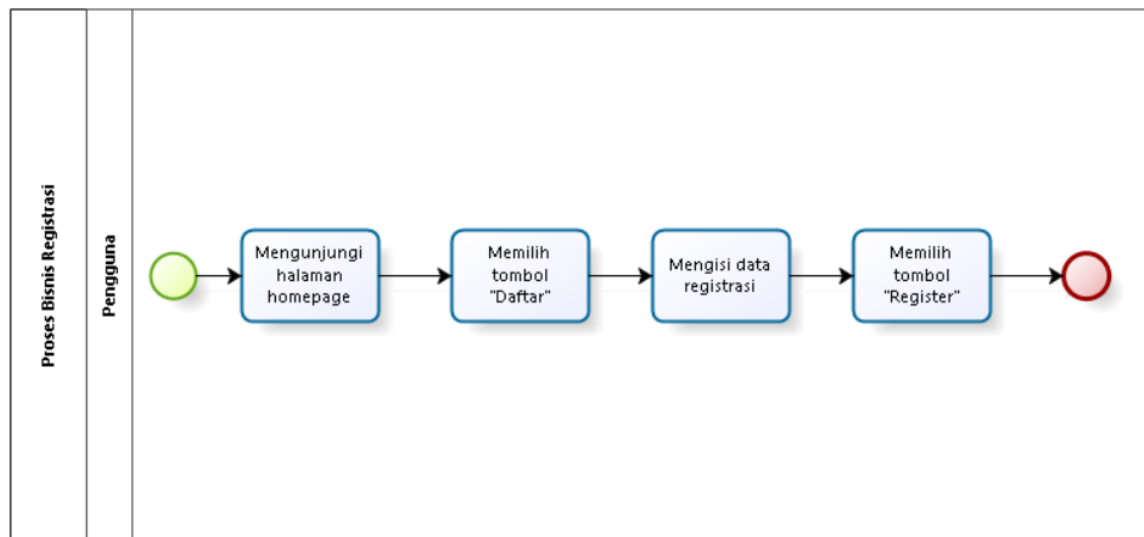 Proses Bisnis Registrasi
Pengguna
Mengunjungi
halaman
homepage
Memilih
tombol
"Daftar"
Mengisi data
registrasi
Memilih
tombol
"Register"